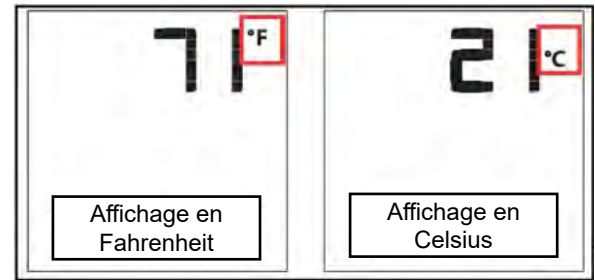 71 °F
21 °C
Affichage en
Fahrenheit
Affichage en
Celsius